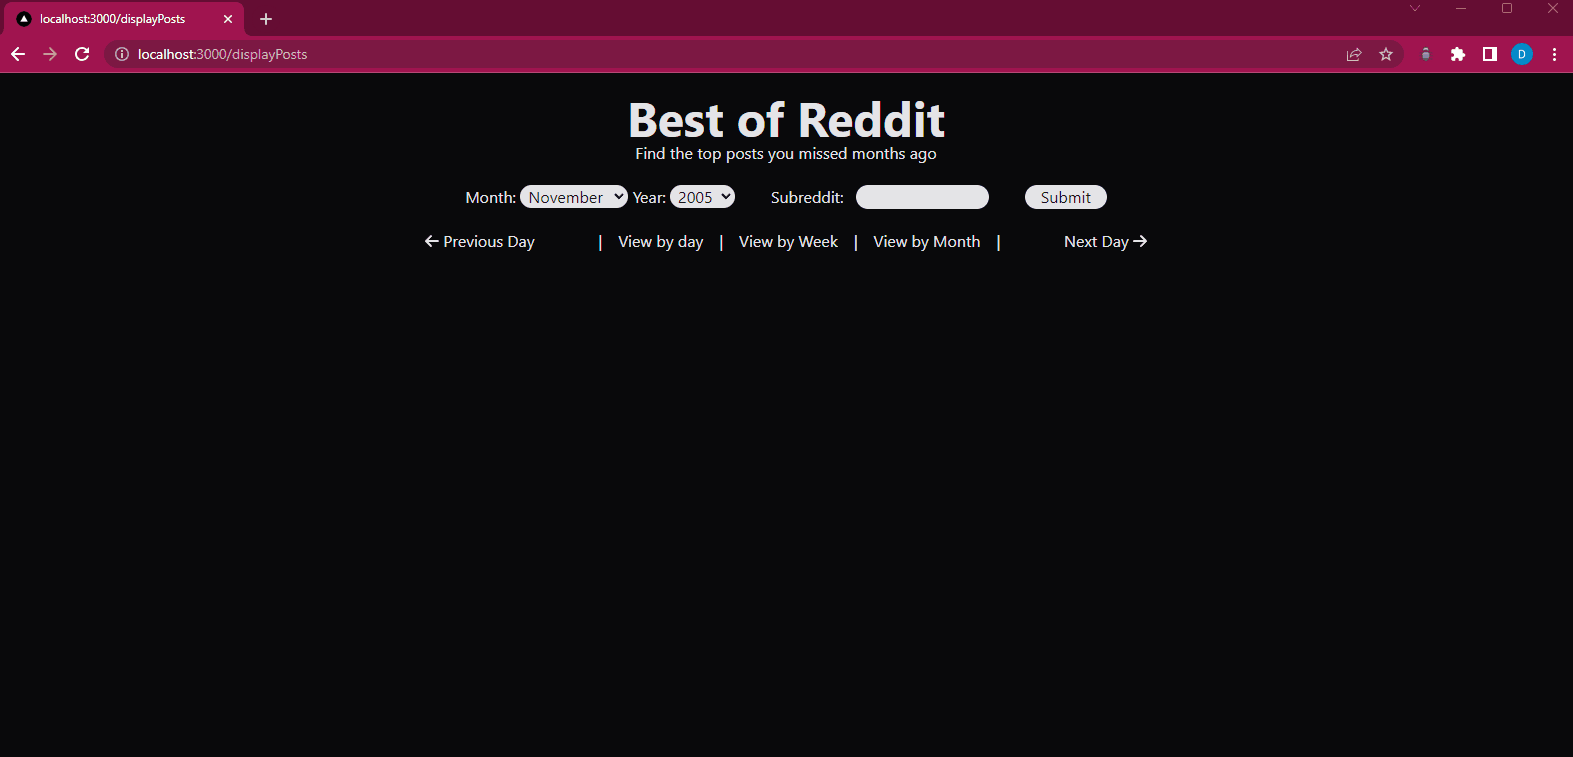 localhost:3000/displayPosts
localhost:3000/displayPosts
D
Best of Reddit
Find the top posts you missed months ago
Month: November Year: 2005 Subreddit: Submit
Previous Day | View by day | View by Week | View by Month | Next Day